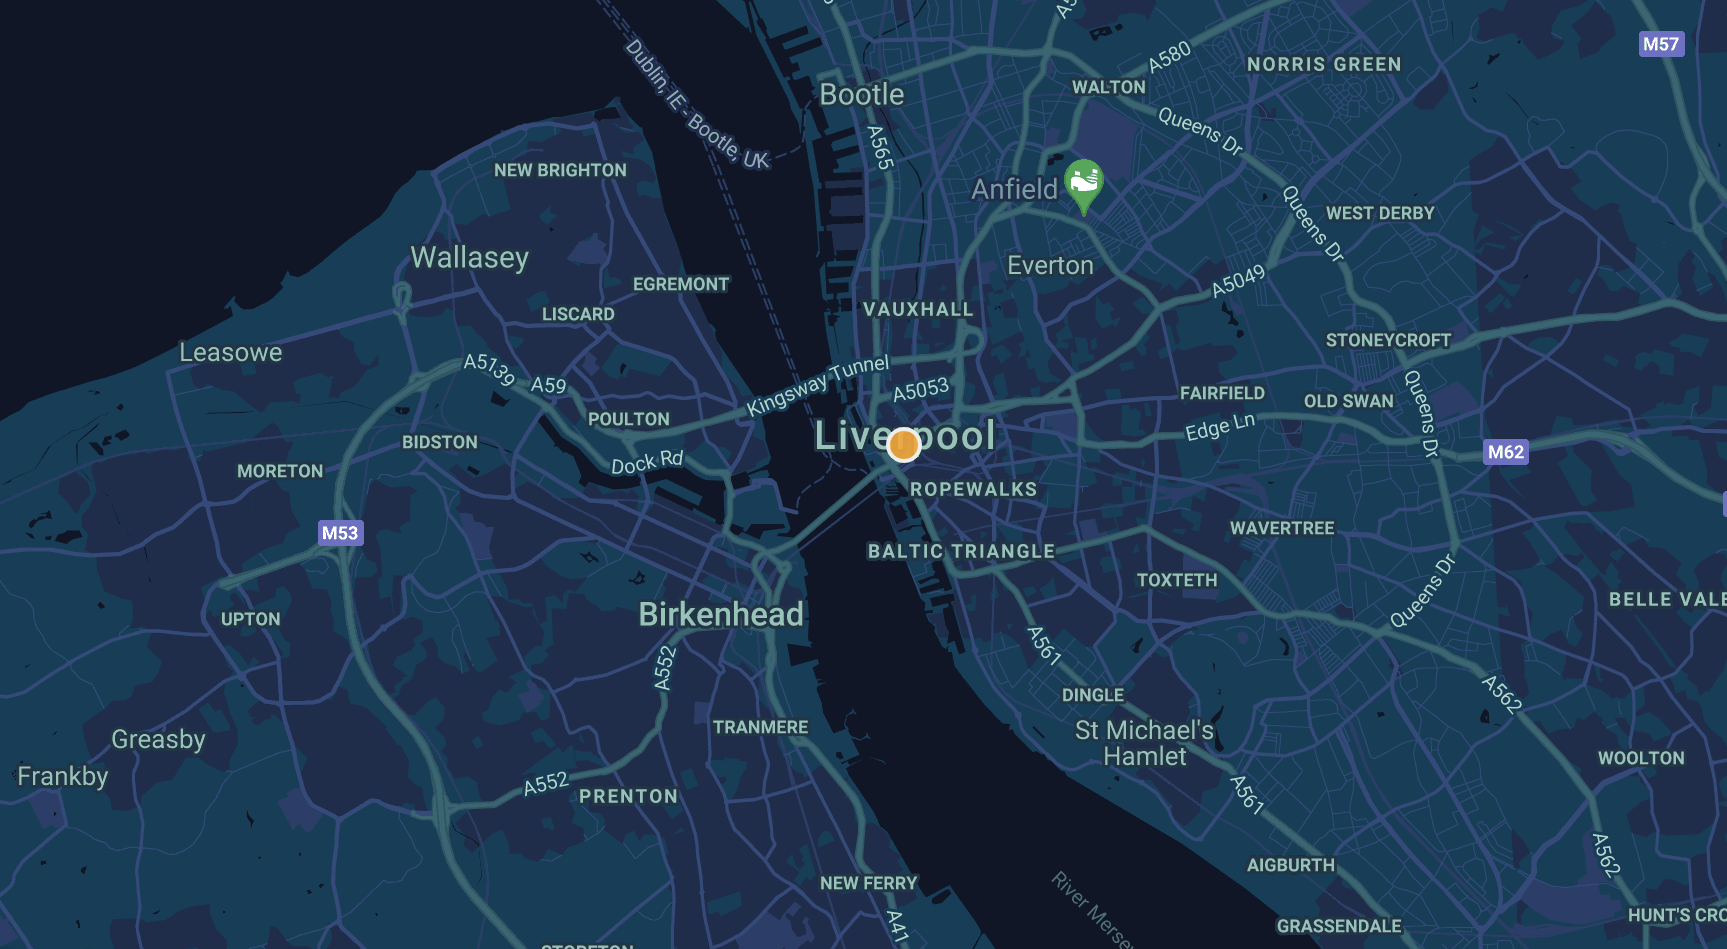 M57
A580
NORRIS GREEN
Dublin, IE - Bootle, UK
Bootle
WALTON
Queens Dr
A565
NEW BRIGHTON
Anfield
Queens Dr
WEST DERBY
Wallasey
Everton
EGREMONT
A5049
LISCARD
VAUXHALL
STONEYCROFT
Leasowe
A5139
A59
Kingsway Tunnel
A5053
FAIRFIELD
OLD SWAN
Queens Dr
POULTON
Edge Ln
BIDSTON
Liverpool
M62
MORETON
Dock Rd
ROPEWALKS
M53
WAVERTREE
BALTIC TRIANGLE
TOXTETH
Queens Dr
BELLE VALE
UPTON
Birkenhead
A552
A561
DINGLE
A562
TRANMERE
St Michael's
Hamlet
Greasby
WOOLTON
Frankby
A552
PRENTON
A561
A562
AIGBURTH
NEW FERRY
River Mersey
A41
HUNT'S CRO
GRASSENDALE